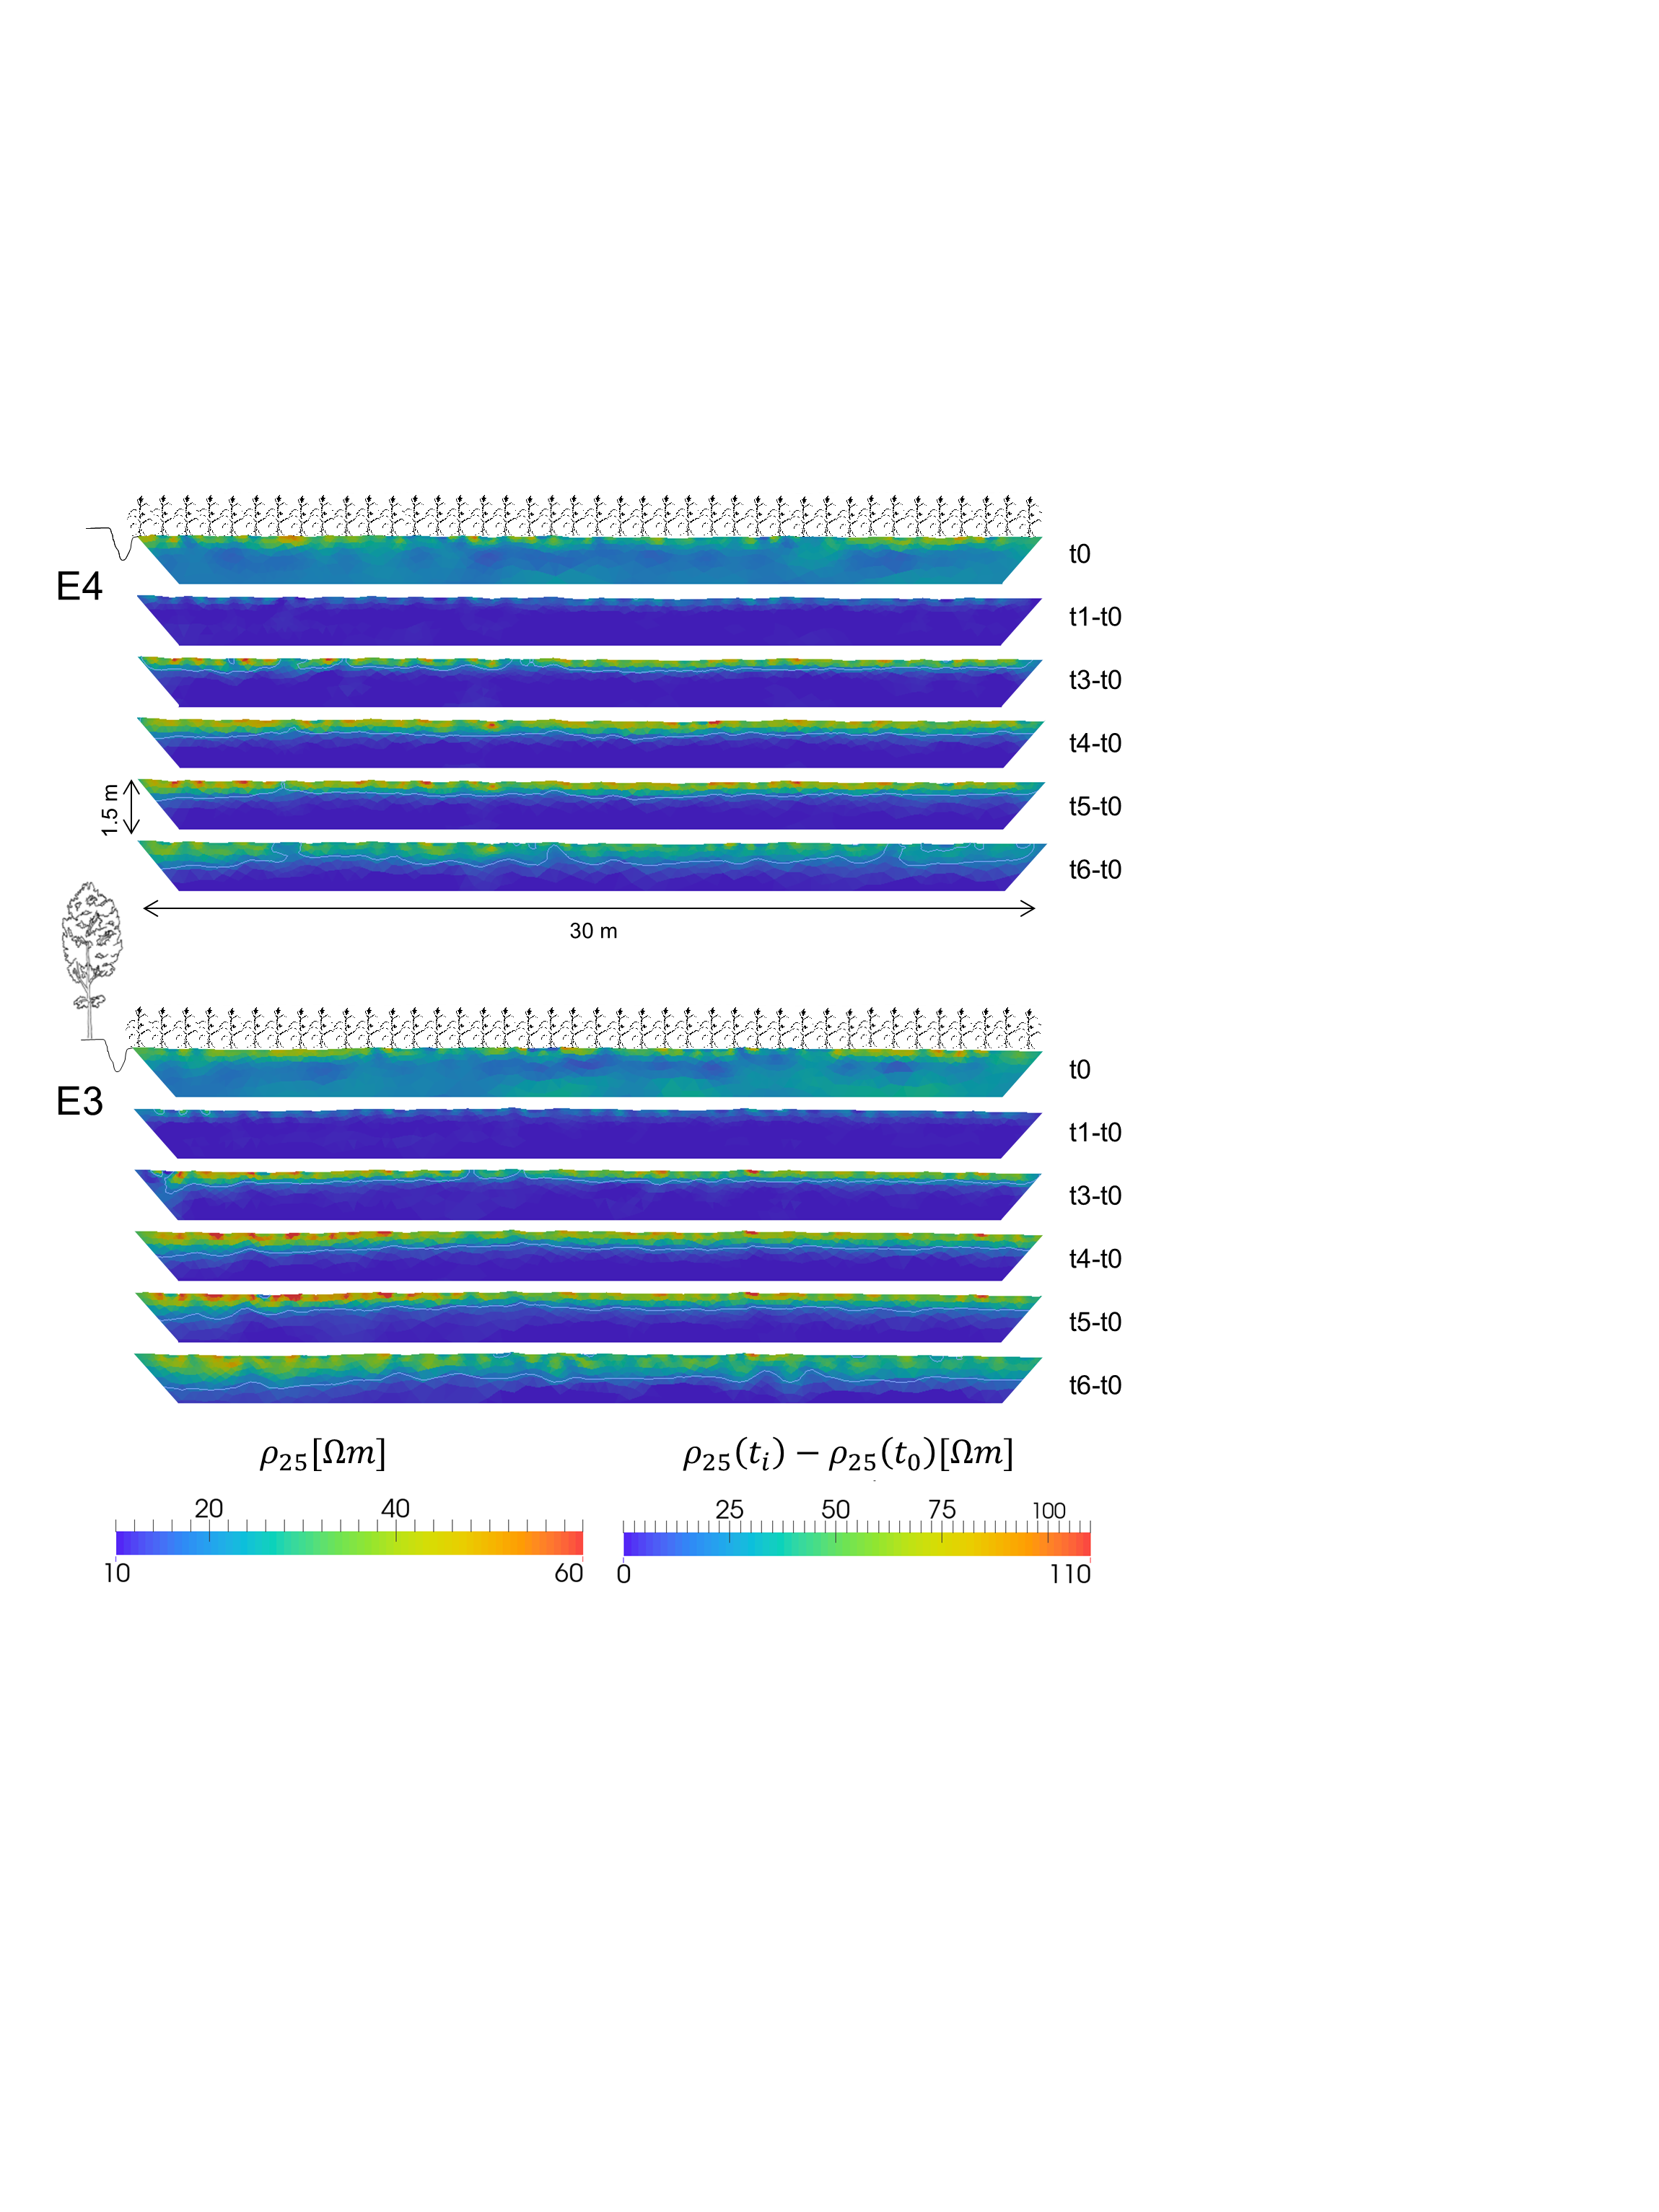 t0
E4
t1-t0
t3-t0
t4-t0
1.5 m
t5-t0
t6-t0
30 m
t0
E3
t1-t0
t3-t0
t4-t0
t5-t0
t6-t0
ρ₂₅[Ωm]
ρ₂₅(tᵢ) − ρ₂₅(t₀)[Ωm]
20 40
10 60
25 50 75 100
0 110